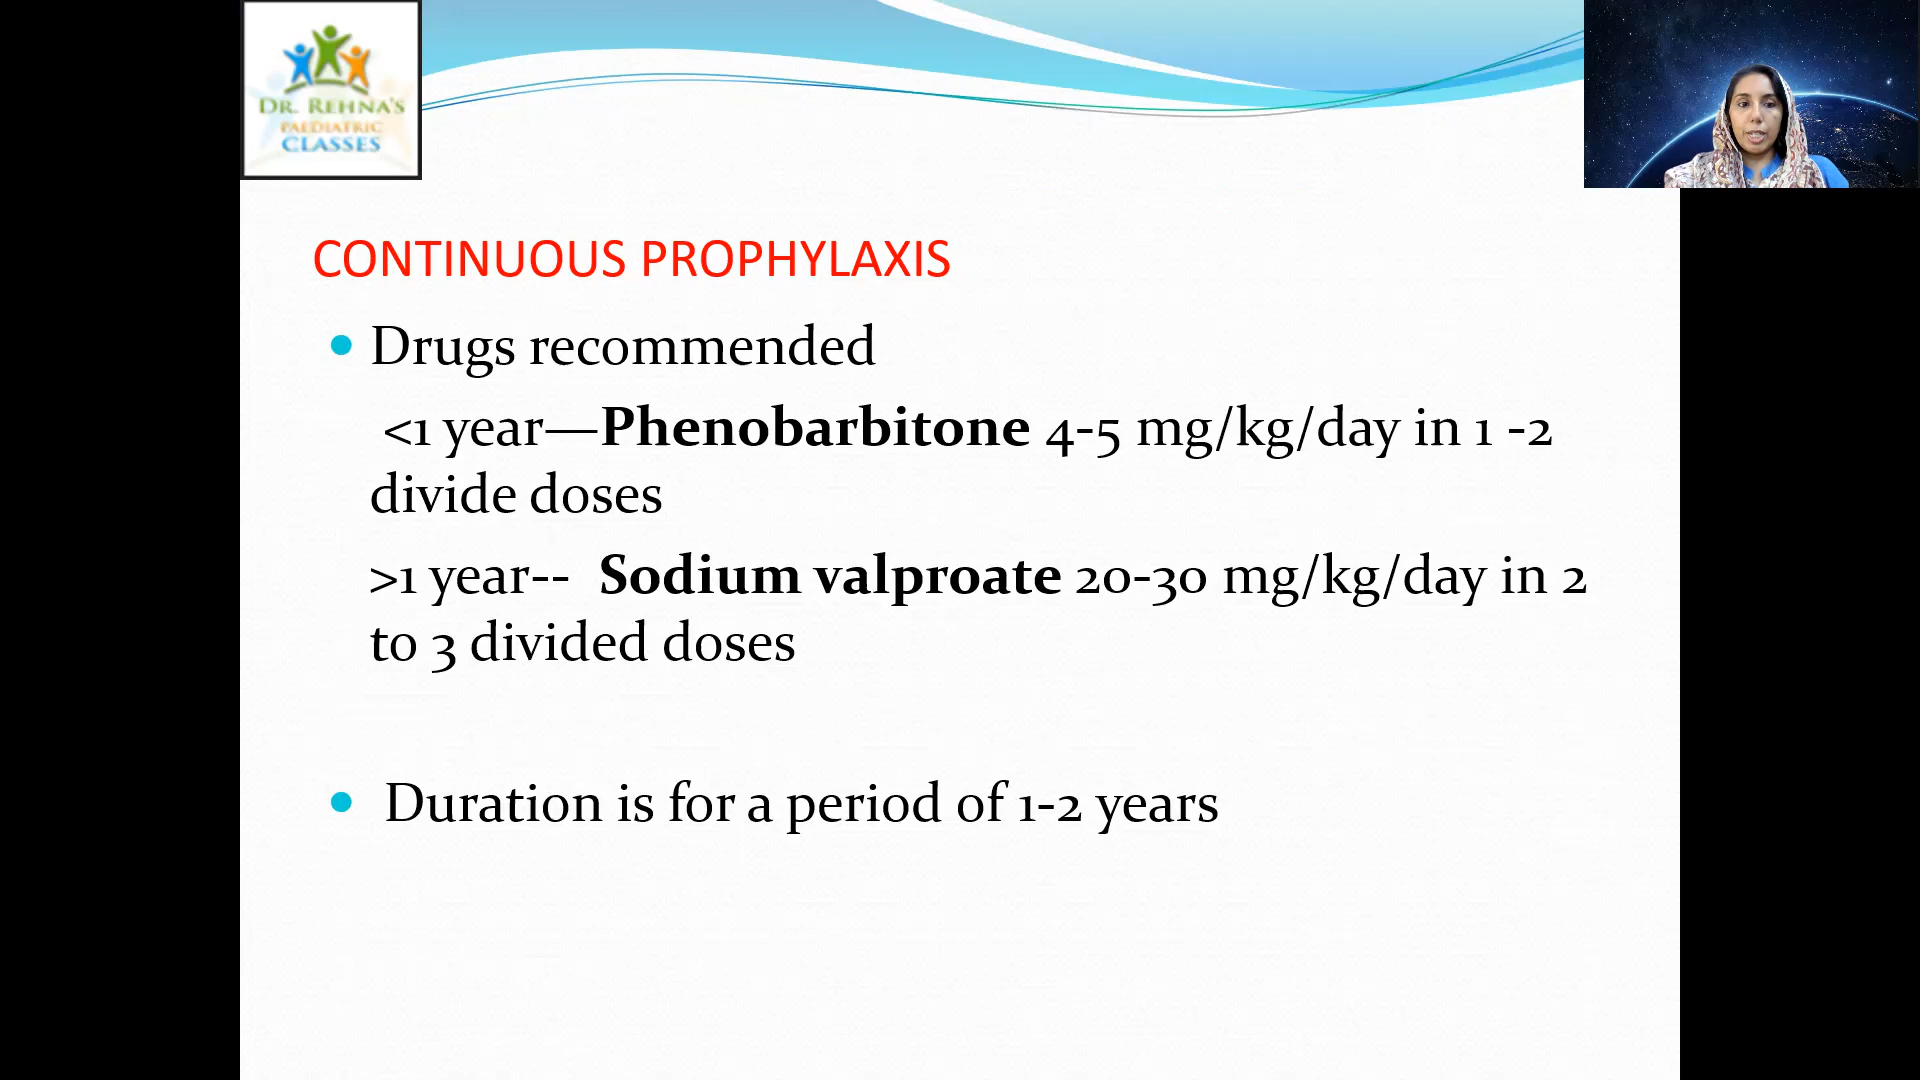 DR. REHNA'S
PAEDIATRIC
CLASSES
CONTINUOUS PROPHYLAXIS
• Drugs recommended
<1 year—Phenobarbitone 4-5 mg/kg/day in 1 -2
divide doses
>1 year-- Sodium valproate 20-30 mg/kg/day in 2
to 3 divided doses
• Duration is for a period of 1-2 years